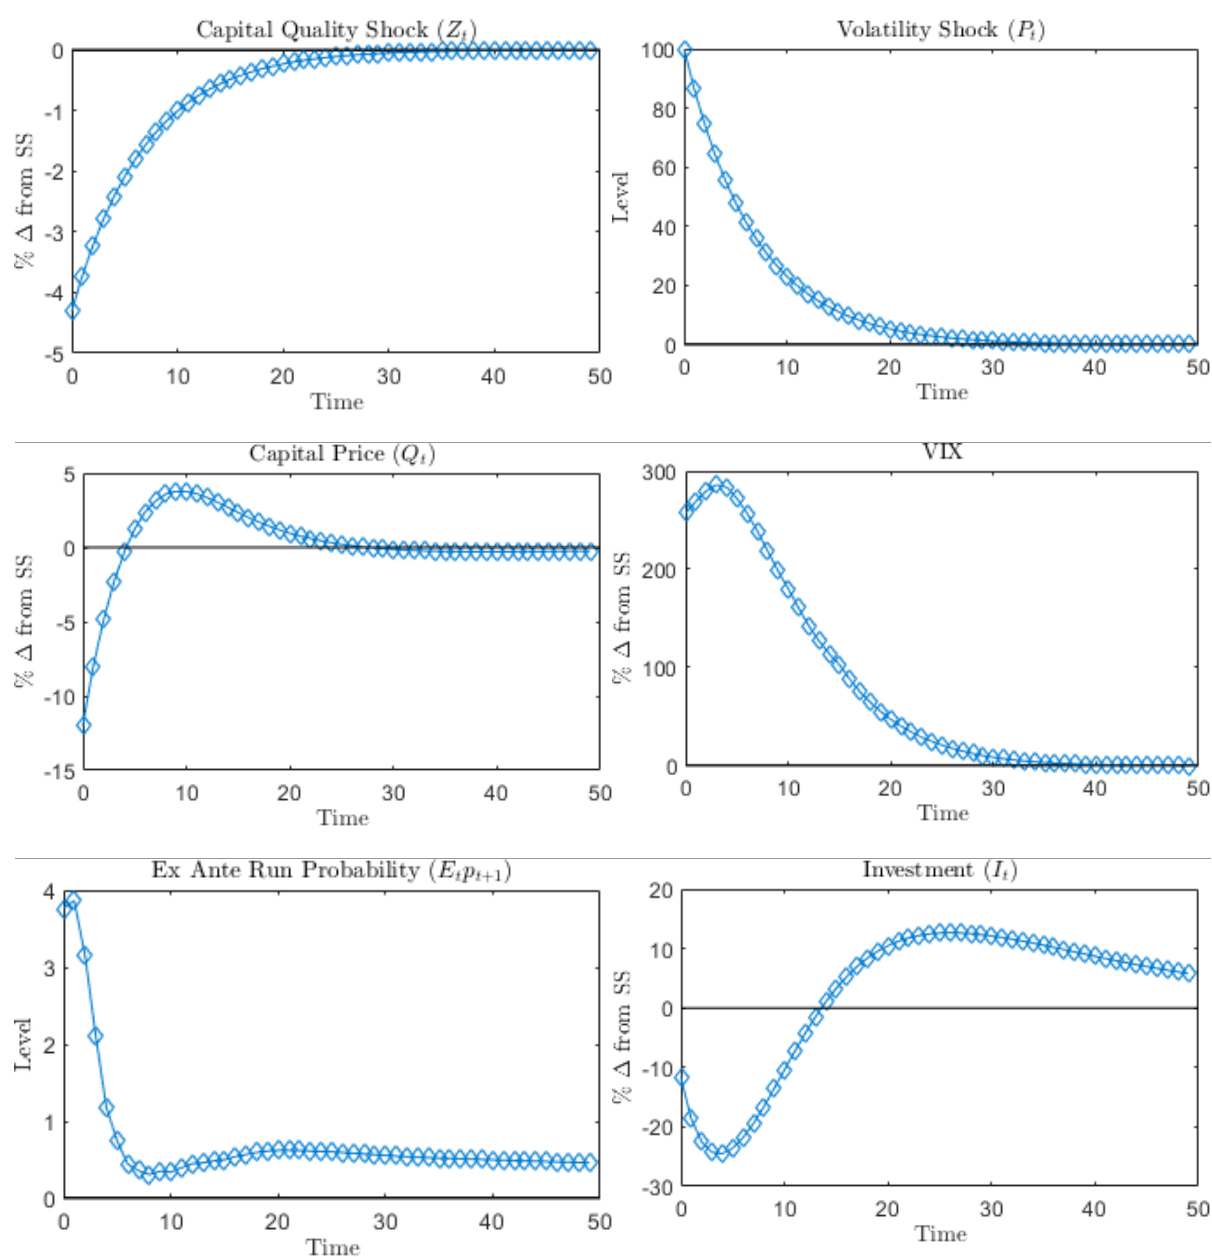 Capital Quality Shock (Z_t)
0
-1
-2
-3
-4
-5
% Δ from SS
0 10 20 30 40 50
Time
Volatility Shock (P_t)
100
80
60
40
20
0
Level
0 10 20 30 40 50
Time
Capital Price (Q_t)
5
0
-5
-10
-15
% Δ from SS
0 10 20 30 40 50
Time
VIX
300
200
100
0
% Δ from SS
0 10 20 30 40 50
Time
Ex Ante Run Probability (E_t p_{t+1})
4
3
2
1
0
Level
0 10 20 30 40 50
Time
Investment (I_t)
20
10
0
-10
-20
-30
% Δ from SS
0 10 20 30 40 50
Time